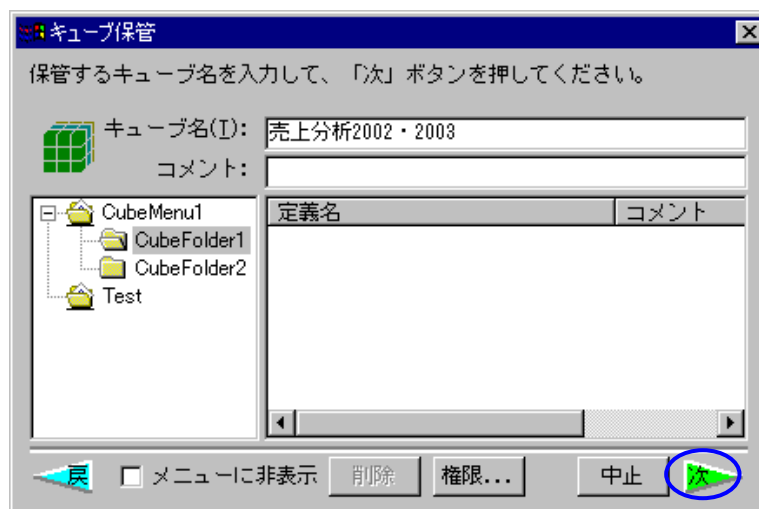 キューブ保管
保管するキューブ名を入力して、「次」ボタンを押してください。
キューブ名(I): 売上分析2002・2003
コメント:
CubeMenu1
CubeFolder1
CubeFolder2
Test
定義名 コメント
戻 メニューに非表示 削除 権限... 中止 次